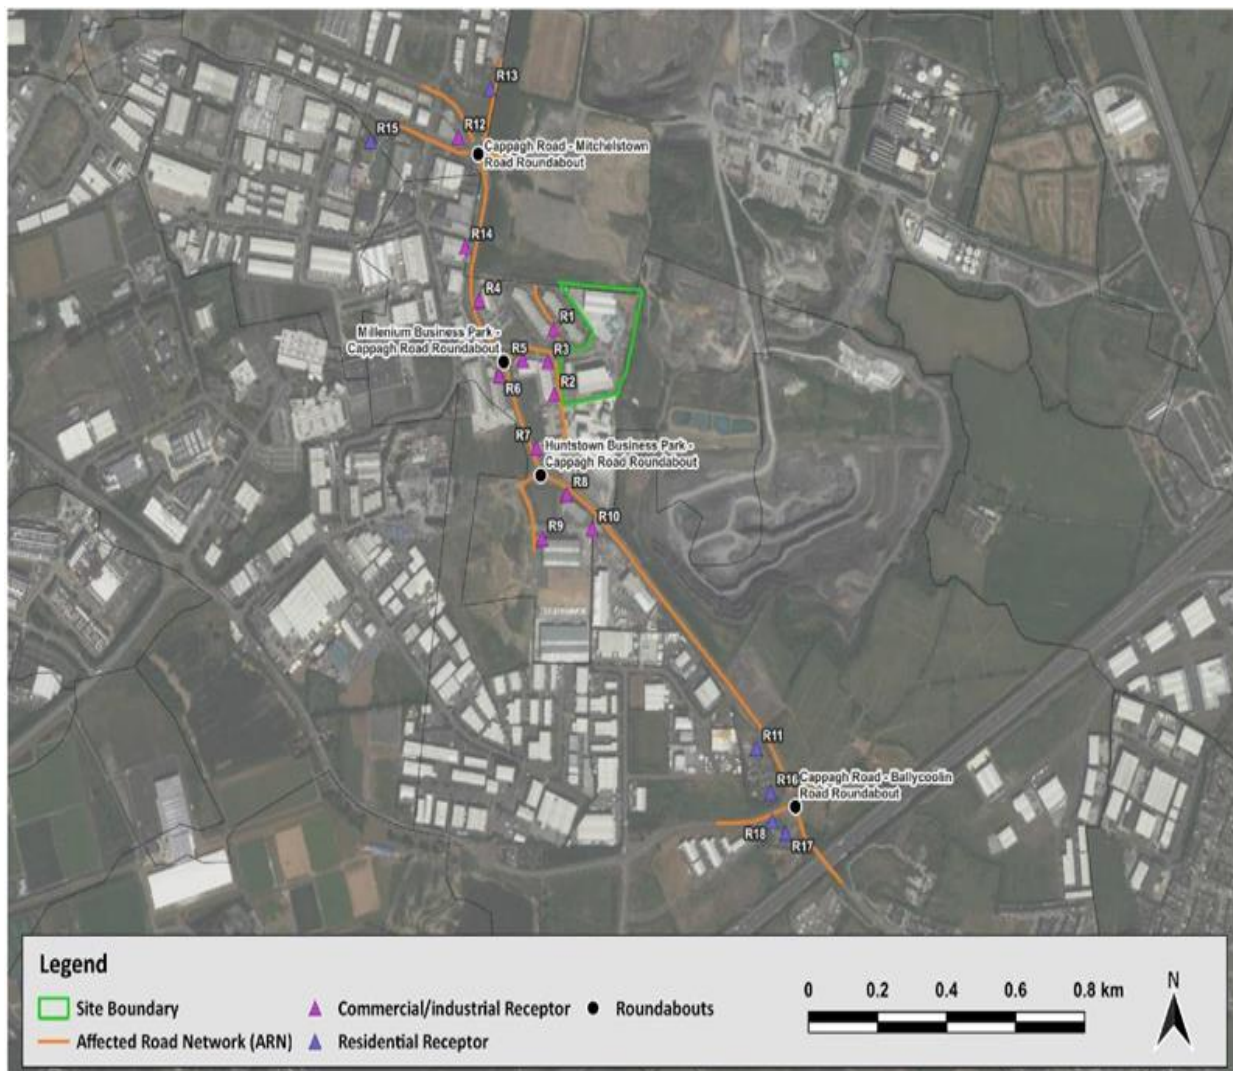 R13
R12
R15
Cappagh Road - Mitchelstown
Road Roundabout
R14
R4
R1
Millenium Business Park -
Cappagh Road Roundabout
R5
R3
R6
R2
R7
Huntstown Business Park -
Cappagh Road Roundabout
R8
R10
R9
R11
R16
Cappagh Road - Ballycoolin
Road Roundabout
R18
R17
Legend
Site Boundary
Commercial/industrial Receptor
Roundabouts
Affected Road Network (ARN)
Residential Receptor
0 0.2 0.4 0.6 0.8 km
N